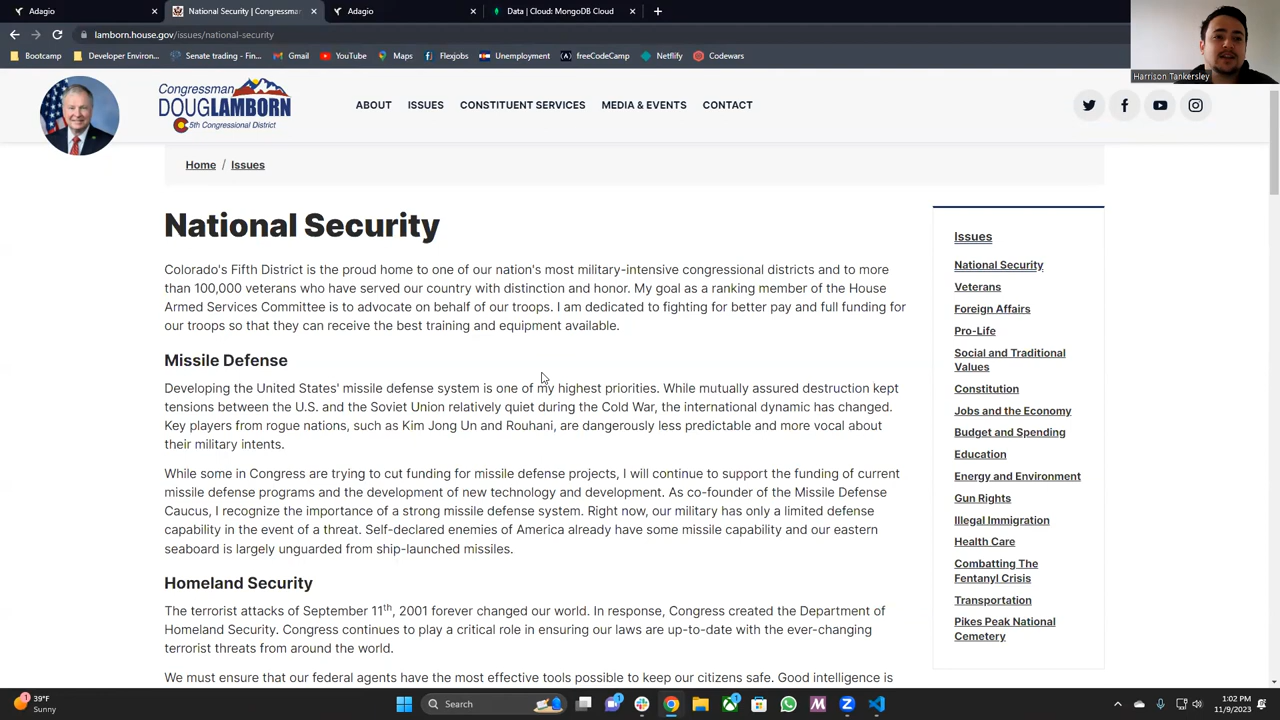 Adagio
National Security | Congressman
Adagio
Data | Cloud: MongoDB Cloud
lamborn.house.gov/issues/national-security
Bootcamp
Developer Environ...
Senate trading - Fin...
Gmail
YouTube
Maps
Flexjobs
Unemployment
freeCodeCamp
Netflify
Codewars
Harrison Tankersley
Congressman
DOUGLAMBORN
5th Congressional District
ABOUT
ISSUES
CONSTITUENT SERVICES
MEDIA & EVENTS
CONTACT
Home / Issues
National Security
Colorado's Fifth District is the proud home to one of our nation's most military-intensive congressional districts and to more
than 100,000 veterans who have served our country with distinction and honor. My goal as a ranking member of the House
Armed Services Committee is to advocate on behalf of our troops. I am dedicated to fighting for better pay and full funding for
our troops so that they can receive the best training and equipment available.
Missile Defense
Developing the United States' missile defense system is one of my highest priorities. While mutually assured destruction kept
tensions between the U.S. and the Soviet Union relatively quiet during the Cold War, the international dynamic has changed.
Key players from rogue nations, such as Kim Jong Un and Rouhani, are dangerously less predictable and more vocal about
their military intents.
While some in Congress are trying to cut funding for missile defense projects, I will continue to support the funding of current
missile defense programs and the development of new technology and development. As co-founder of the Missile Defense
Caucus, I recognize the importance of a strong missile defense system. Right now, our military has only a limited defense
capability in the event of a threat. Self-declared enemies of America already have some missile capability and our eastern
seaboard is largely unguarded from ship-launched missiles.
Homeland Security
The terrorist attacks of September 11th, 2001 forever changed our world. In response, Congress created the Department of
Homeland Security. Congress continues to play a critical role in ensuring our laws are up-to-date with the ever-changing
terrorist threats from around the world.
We must ensure that our federal agents have the most effective tools possible to keep our citizens safe. Good intelligence is
Issues
National Security
Veterans
Foreign Affairs
Pro-Life
Social and Traditional
Values
Constitution
Jobs and the Economy
Budget and Spending
Education
Energy and Environment
Gun Rights
Illegal Immigration
Health Care
Combatting The
Fentanyl Crisis
Transportation
Pikes Peak National
Cemetery
39°F
Sunny
Search
1:02 PM
11/9/2023